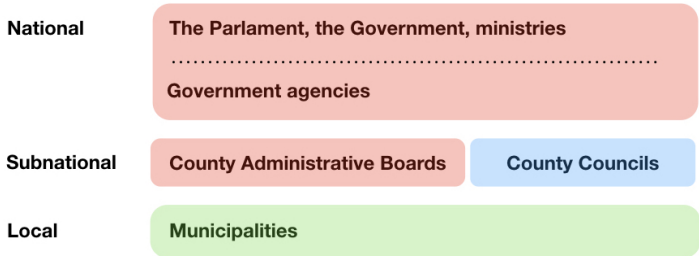 National
The Parlament, the Government, ministries
Government agencies
Subnational
County Administrative Boards
County Councils
Local
Municipalities